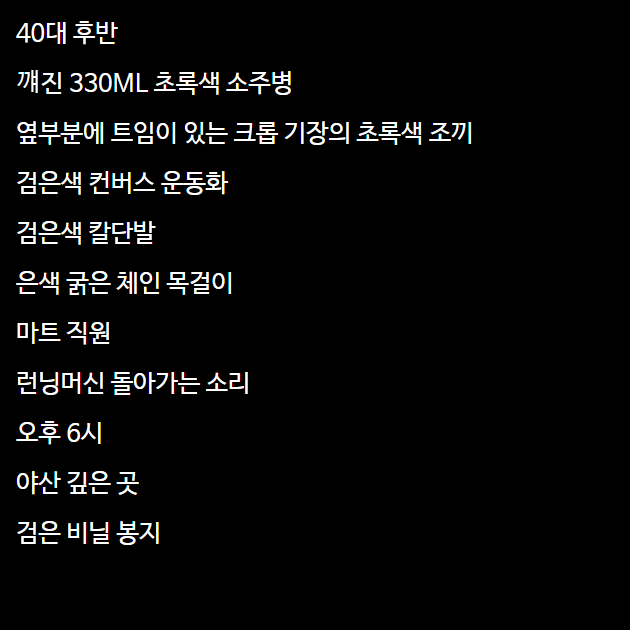 40대 후반
꺠진 330ML 초록색 소주병
옆부분에 트임이 있는 크롭 기장의 초록색 조끼
검은색 컨버스 운동화
검은색 칼단발
은색 굵은 체인 목걸이
마트 직원
런닝머신 돌아가는 소리
오후 6시
야산 깊은 곳
검은 비닐 봉지